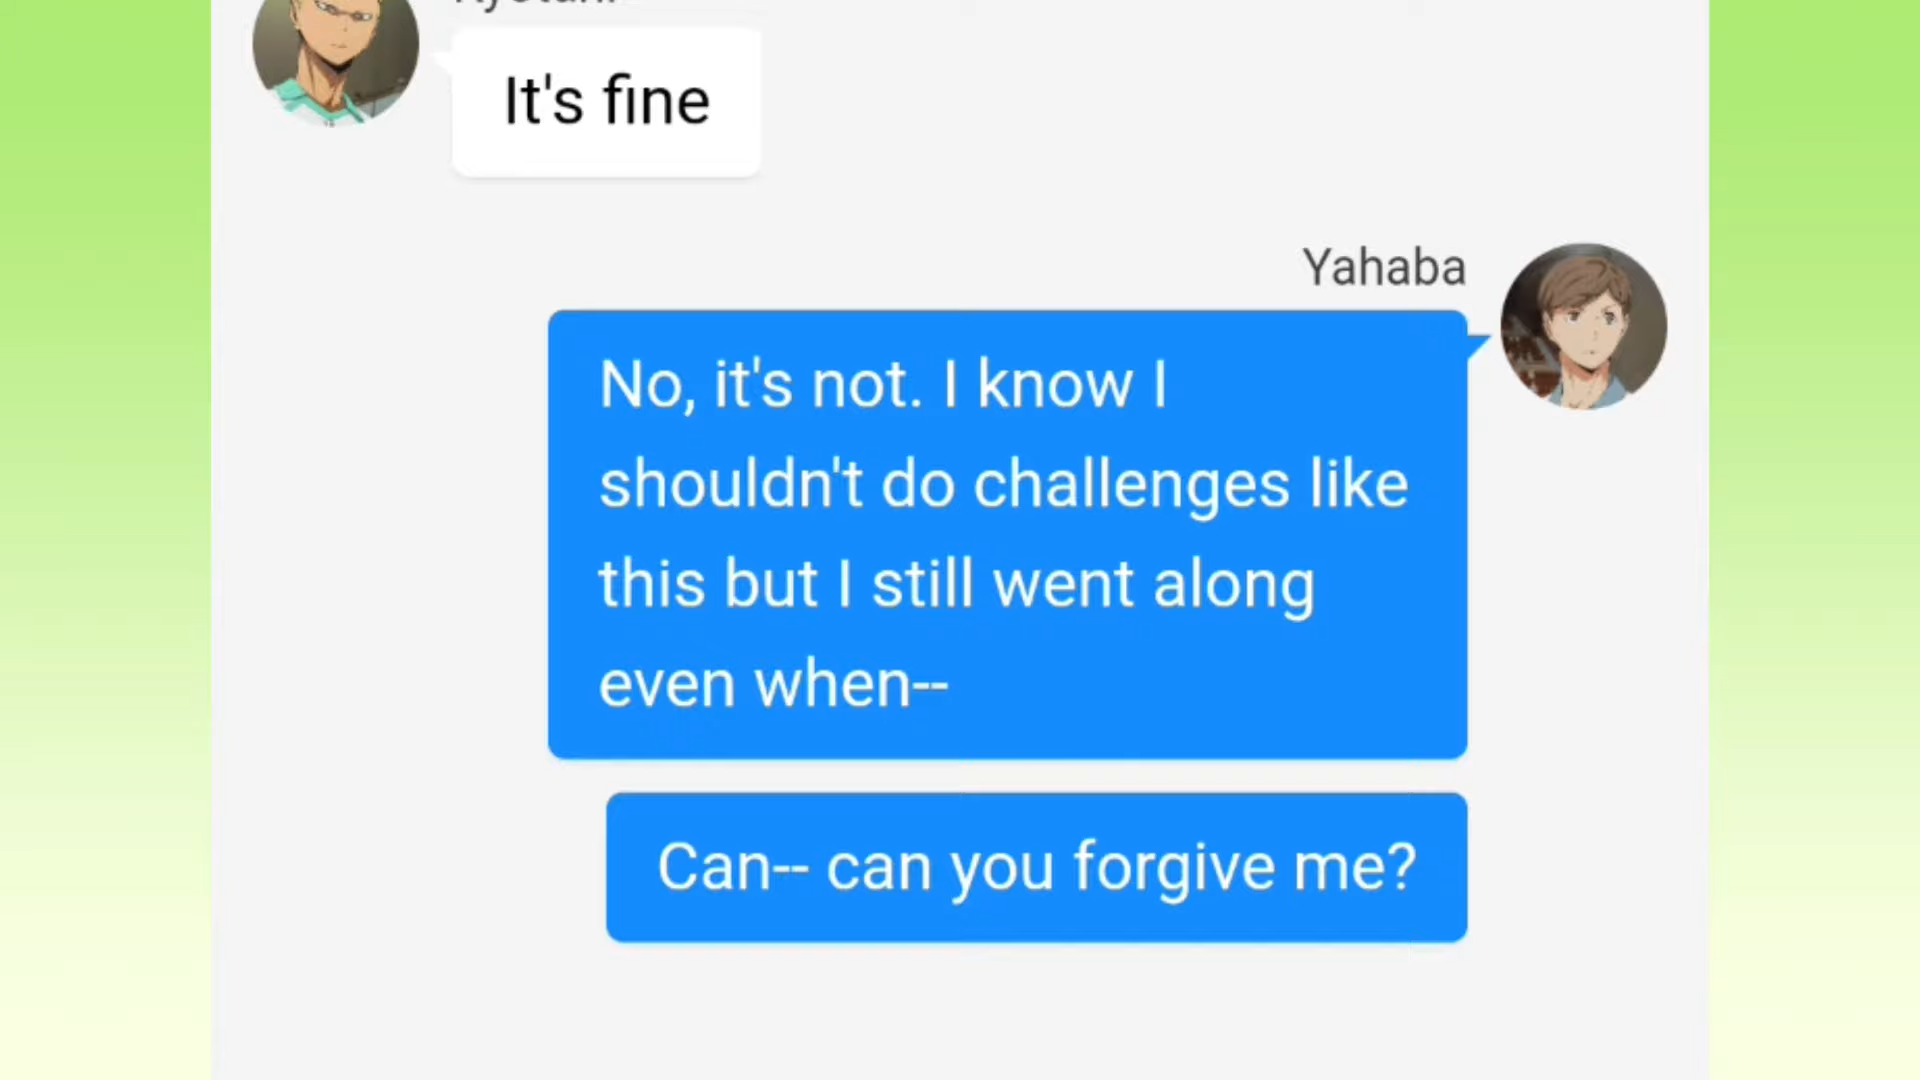 It's fine
Yahaba
No, it's not. I know I
shouldn't do challenges like
this but I still went along
even when--
Can-- can you forgive me?